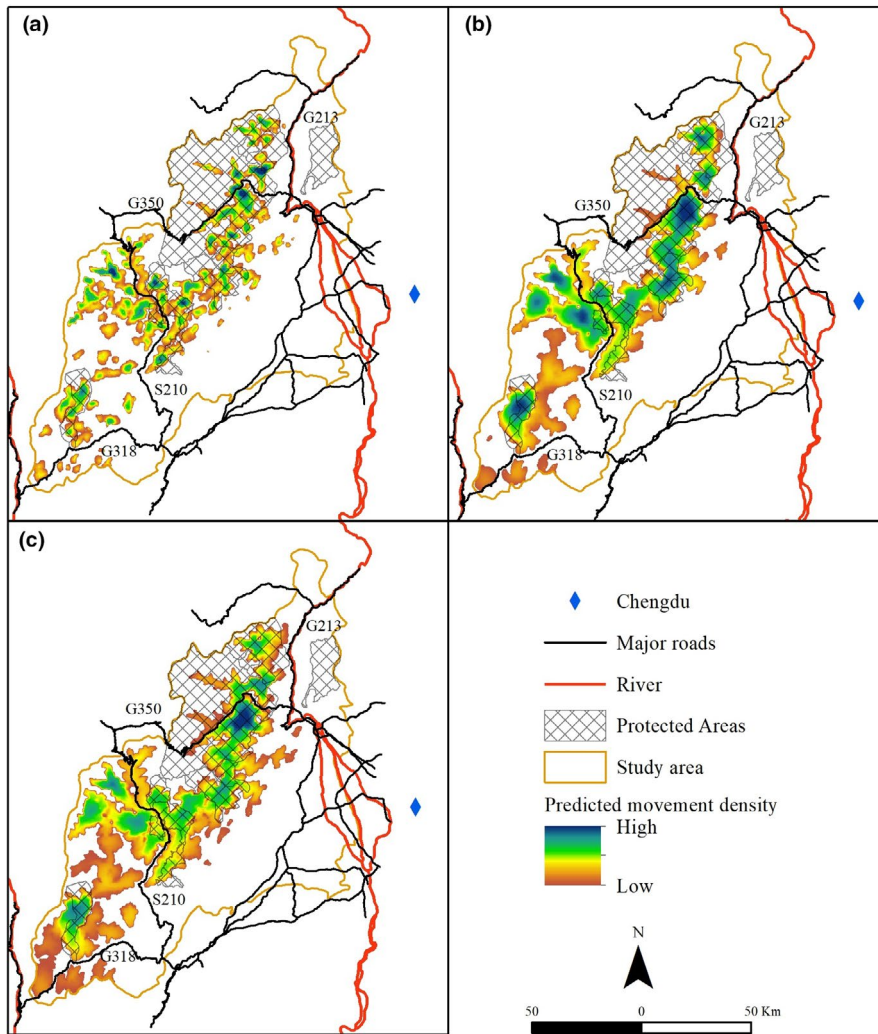 (a)
G213
G350
S210
G318
(b)
G213
G350
S210
G318
(c)
G213
G350
S210
G318
Chengdu
Major roads
River
Protected Areas
Study area
Predicted movement density
High
Low
N
50 0 50 Km